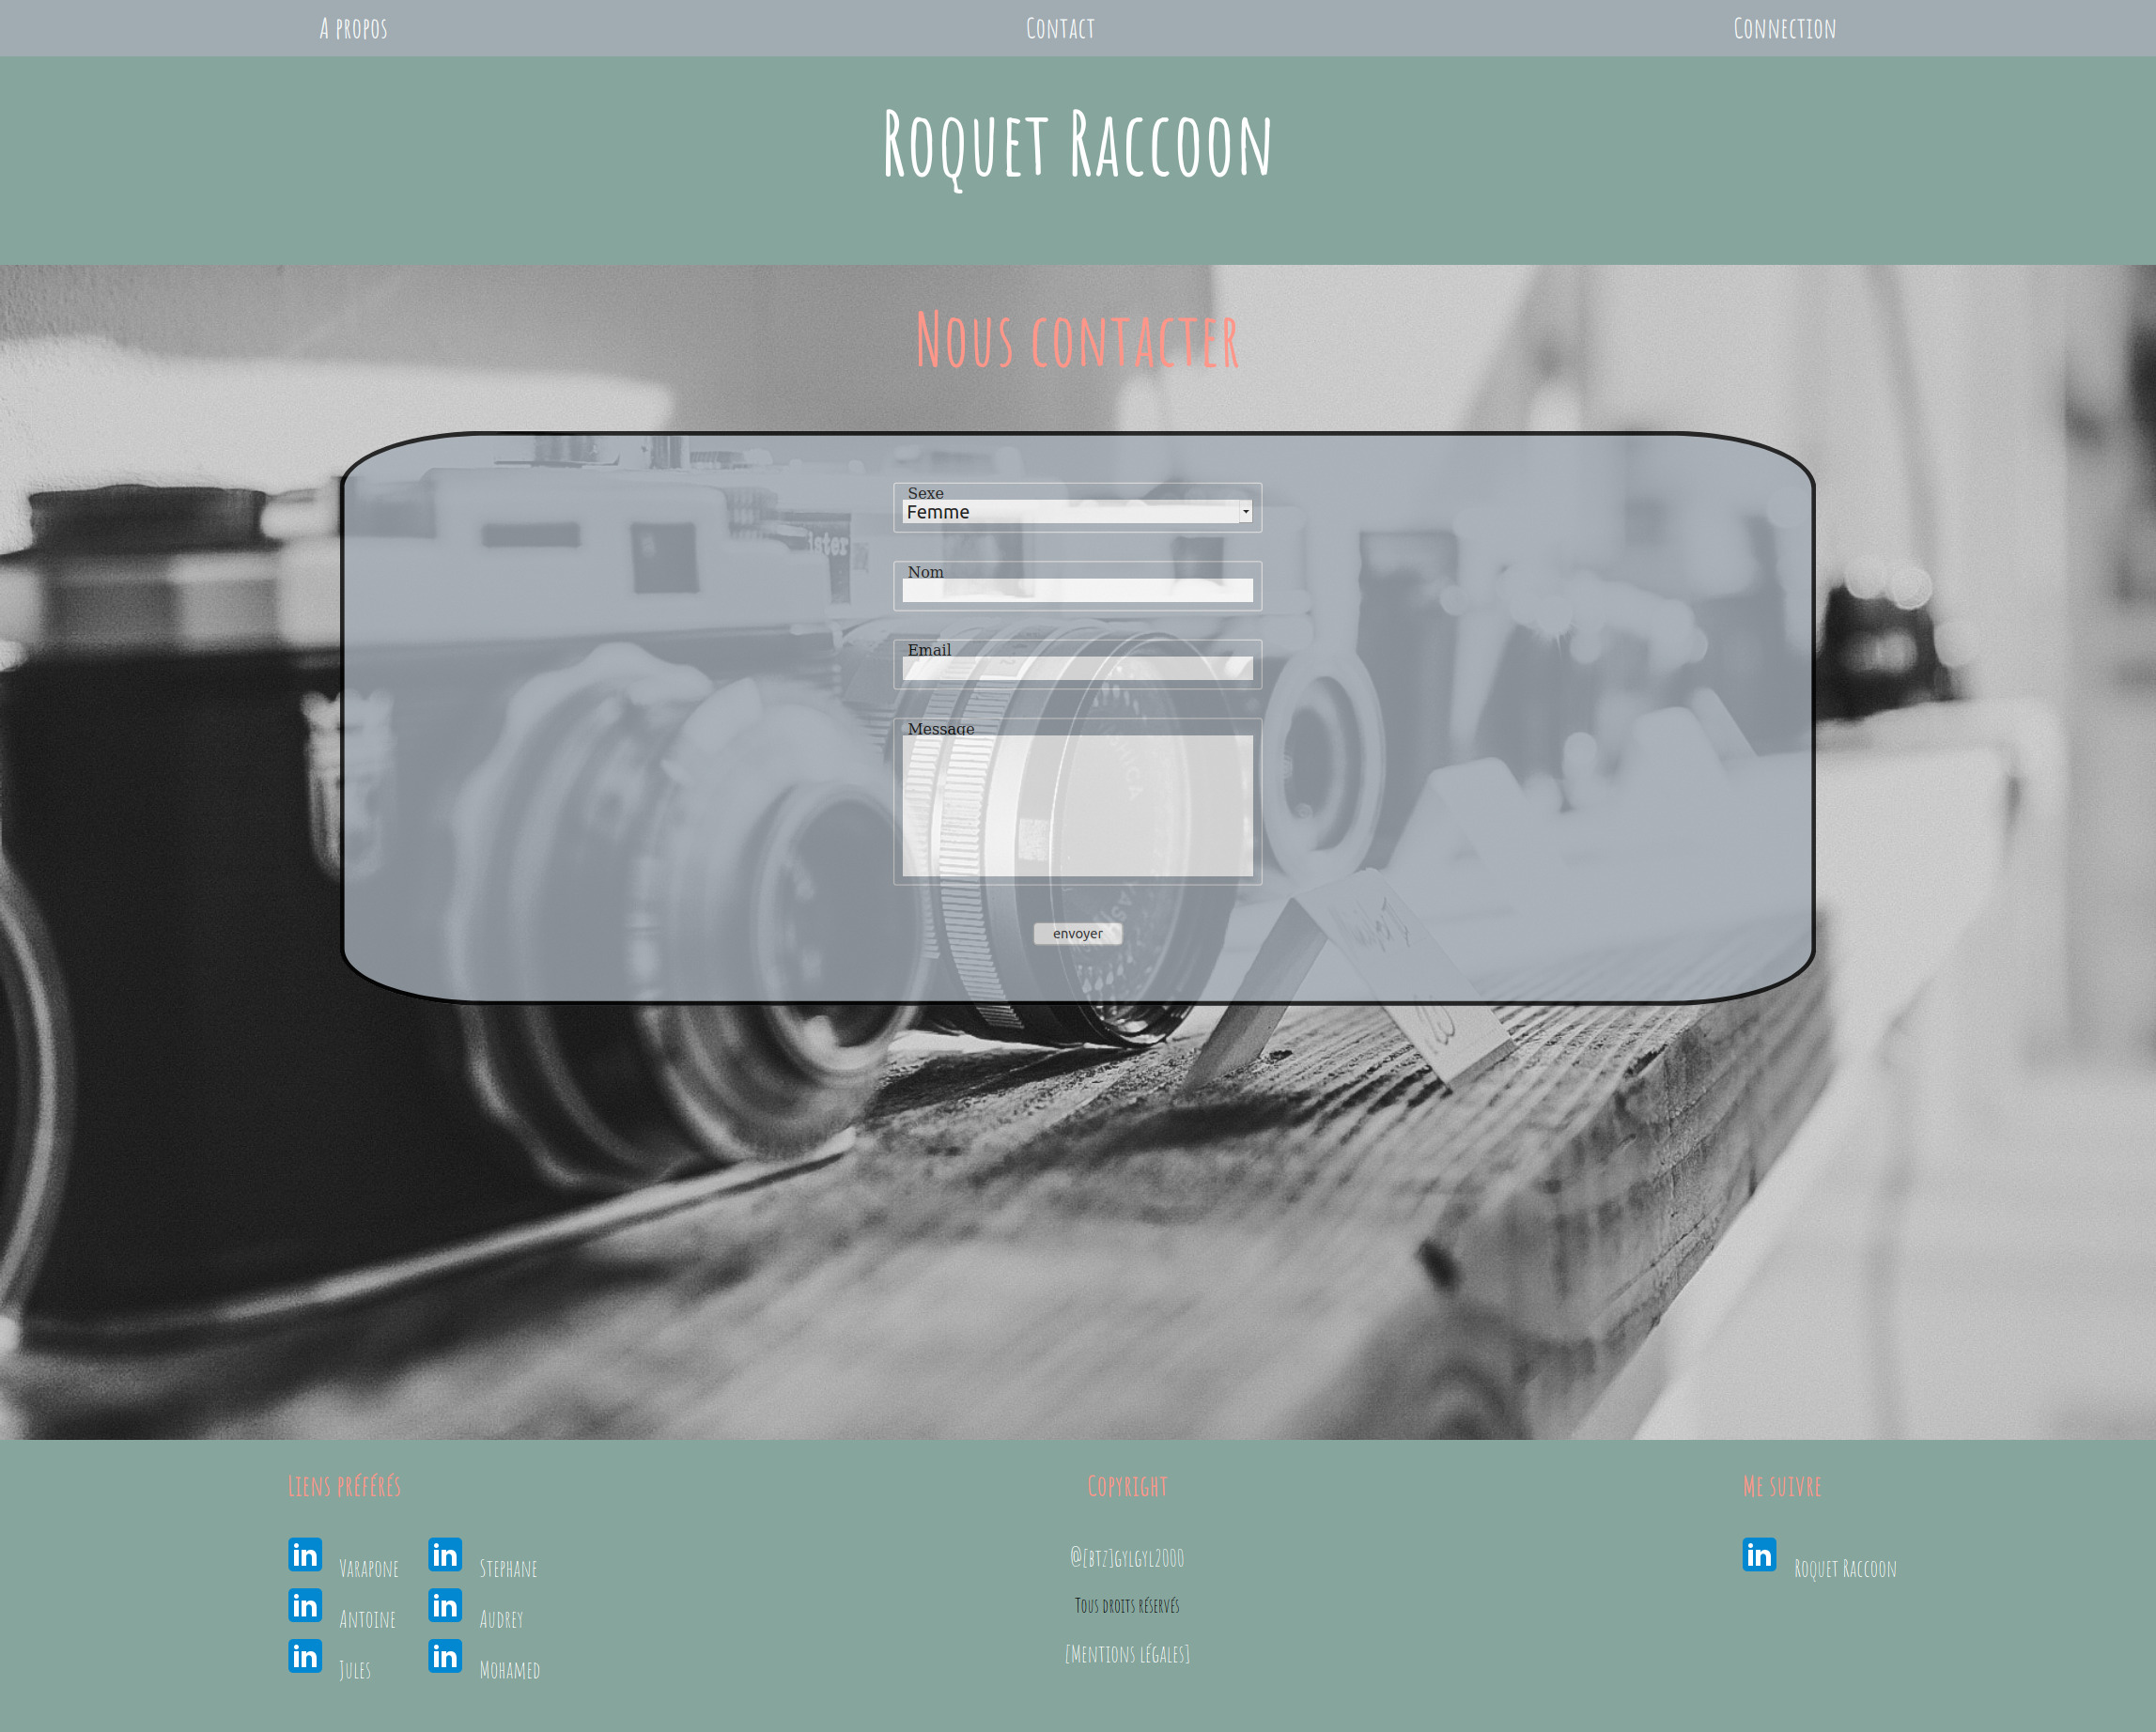 A propos
Contact
Connection
Roquet Raccoon
Nous contacter
ister
Sexe
Femme
Nom
Email
Message
YASHICA
envoyer
Liens préférés
Copyright
Me suivre
in Varapone
in Stephane
@[btz]gylgyl2000
in Roquet Raccoon
in Antoine
in Audrey
Tous droits réservés
in Jules
in Mohamed
[Mentions légales]